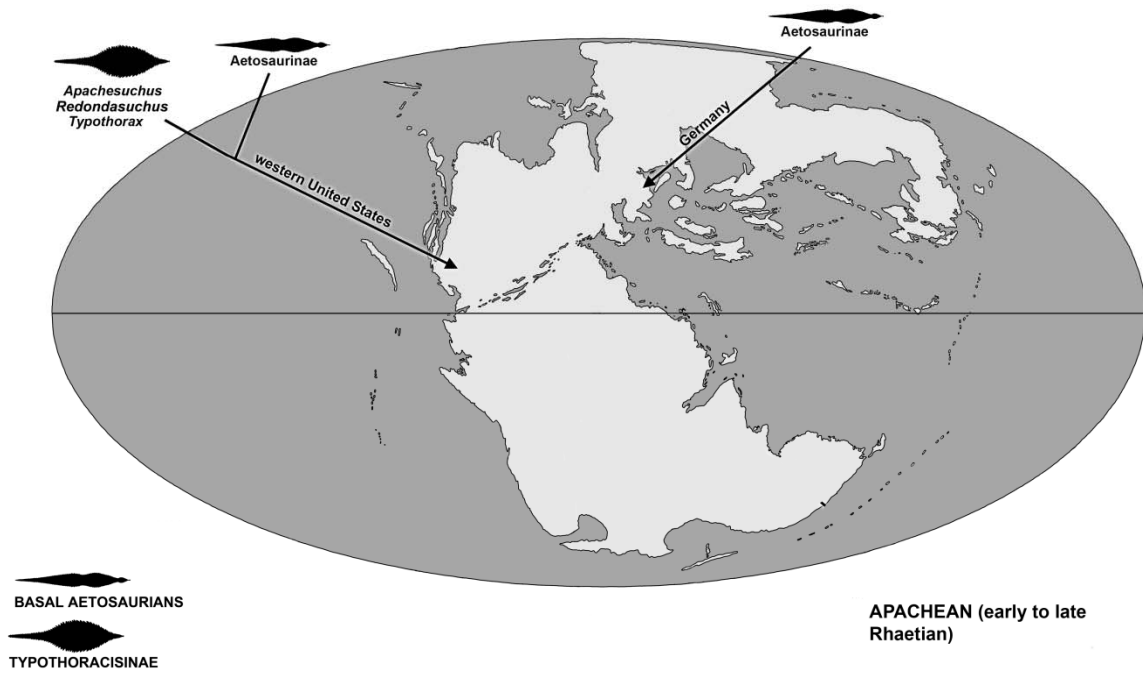 Aetosaurinae
Aetosaurinae
Apachesuchus
Redondasuchus
Typothorax
Germany
western United States
BASAL AETOSAURIANS
TYPOTHORACISINAE
APACHEAN (early to late
Rhaetian)